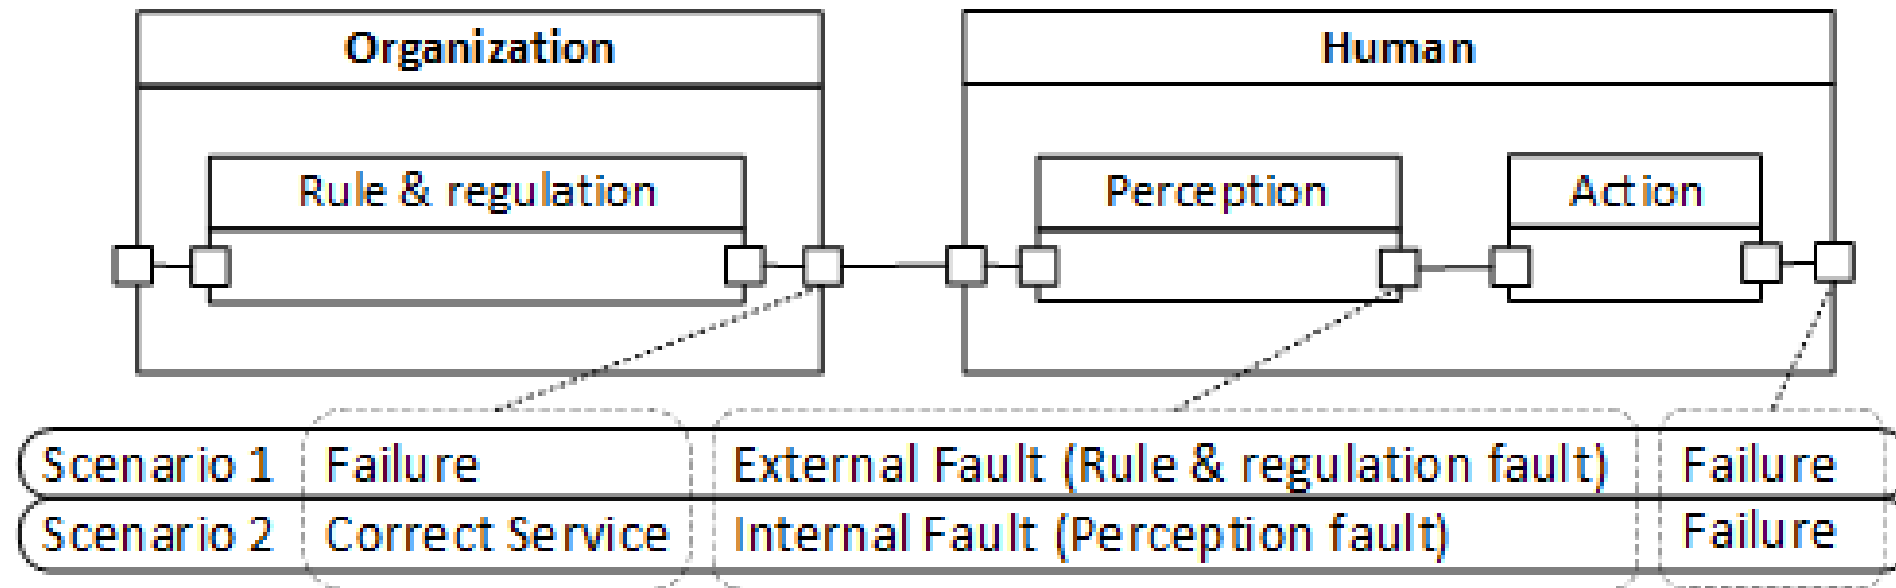 Organization Human
Rule & regulation Perception Action
Scenario 1 Failure External Fault (Rule & regulation fault) Failure
Scenario 2 Correct Service Internal Fault (Perception fault) Failure